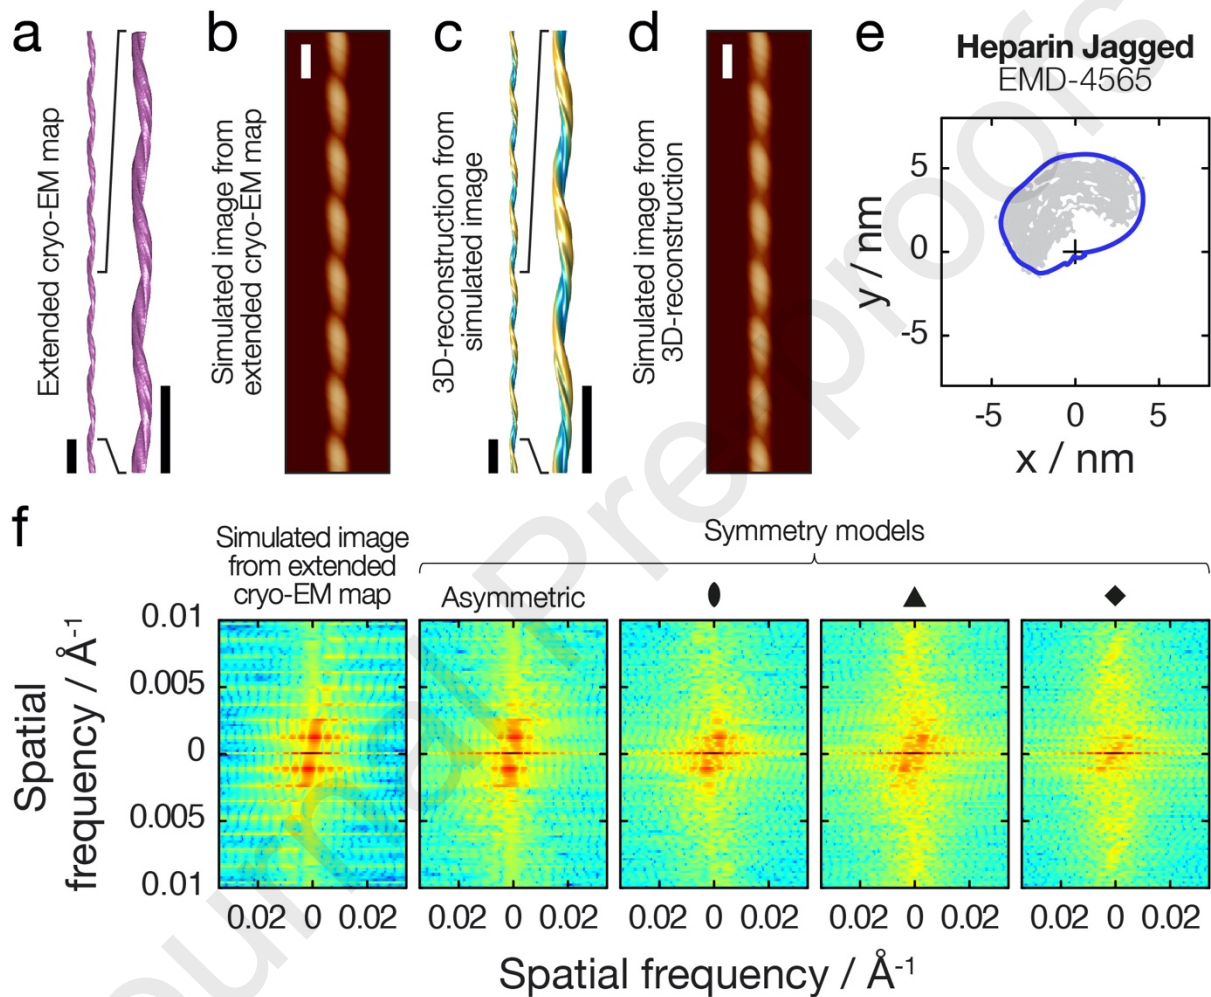 a
Extended cryo-EM map
b
Simulated image from
extended cryo-EM map
c
3D-reconstruction from
simulated image
d
Simulated image from
3D-reconstruction
e
Heparin Jagged
EMD-4565
5
0
-5
y / nm
-5 0 5
x / nm
f
Simulated image
from extended
cryo-EM map
Symmetry models
Asymmetric
0.01
0.005
0
0.005
0.01
Spatial
frequency / Å-1
0.02 0 0.02
0.02 0 0.02
0.02 0 0.02
0.02 0 0.02
0.02 0 0.02
Spatial frequency / Å-1
Journal Pre-proofs